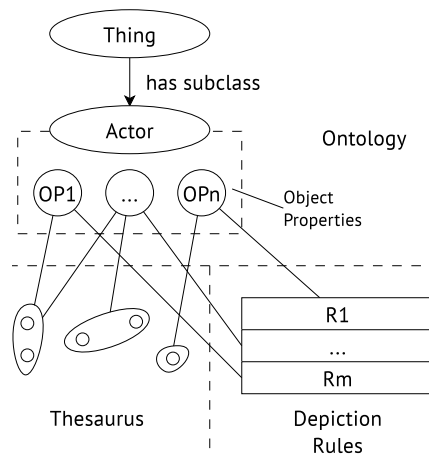 Thing
has subclass
Actor
Ontology
OP1
...
OPn
Object
Properties
R1
...
Rm
Thesaurus
Depiction
Rules